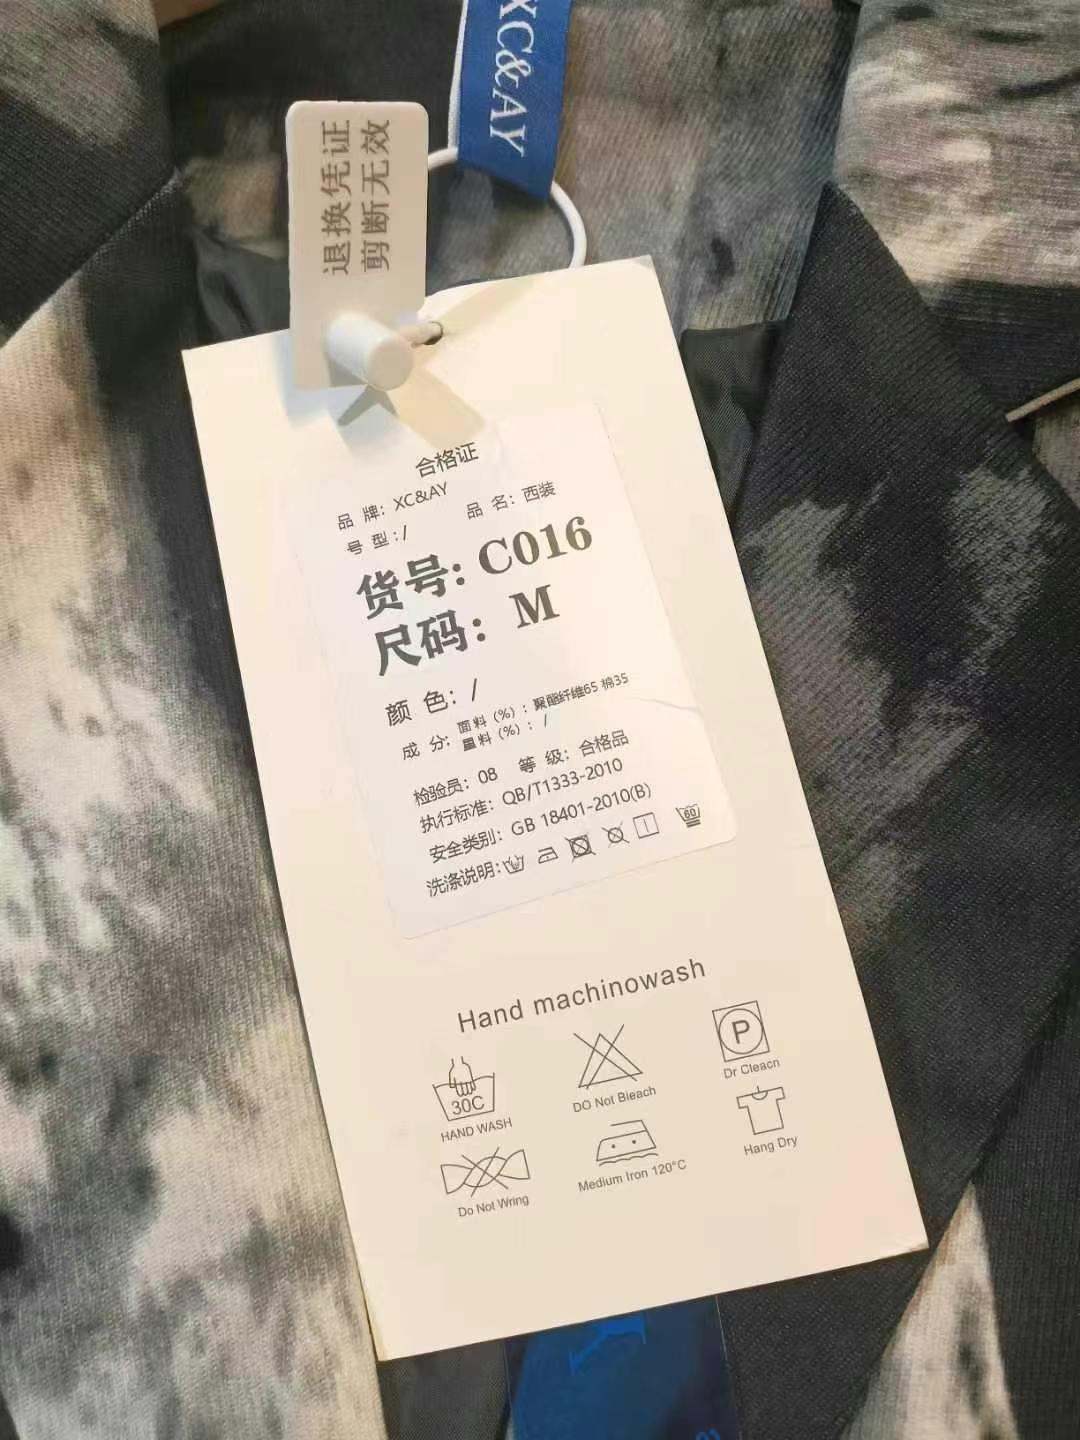 XC&AY
退换凭证
剪断无效
合格证
品 牌: XC&AY 品 名: 西装
号 型: /
货号: C016
尺码: M
颜 色: /
成 分: 面料 (%) : 聚酯纤维65 棉35
量料 (%) : /
检验员: 08 等 级: 合格品
执行标准: QB/T1333-2010
安全类别: GB 18401-2010(B)
洗涤说明:
60
Hand machinowash
30C
HAND WASH
DO Not Bieach
P
Dr Cleacn
Do Not Wring
Medium Iron 120°C
Hang Dry